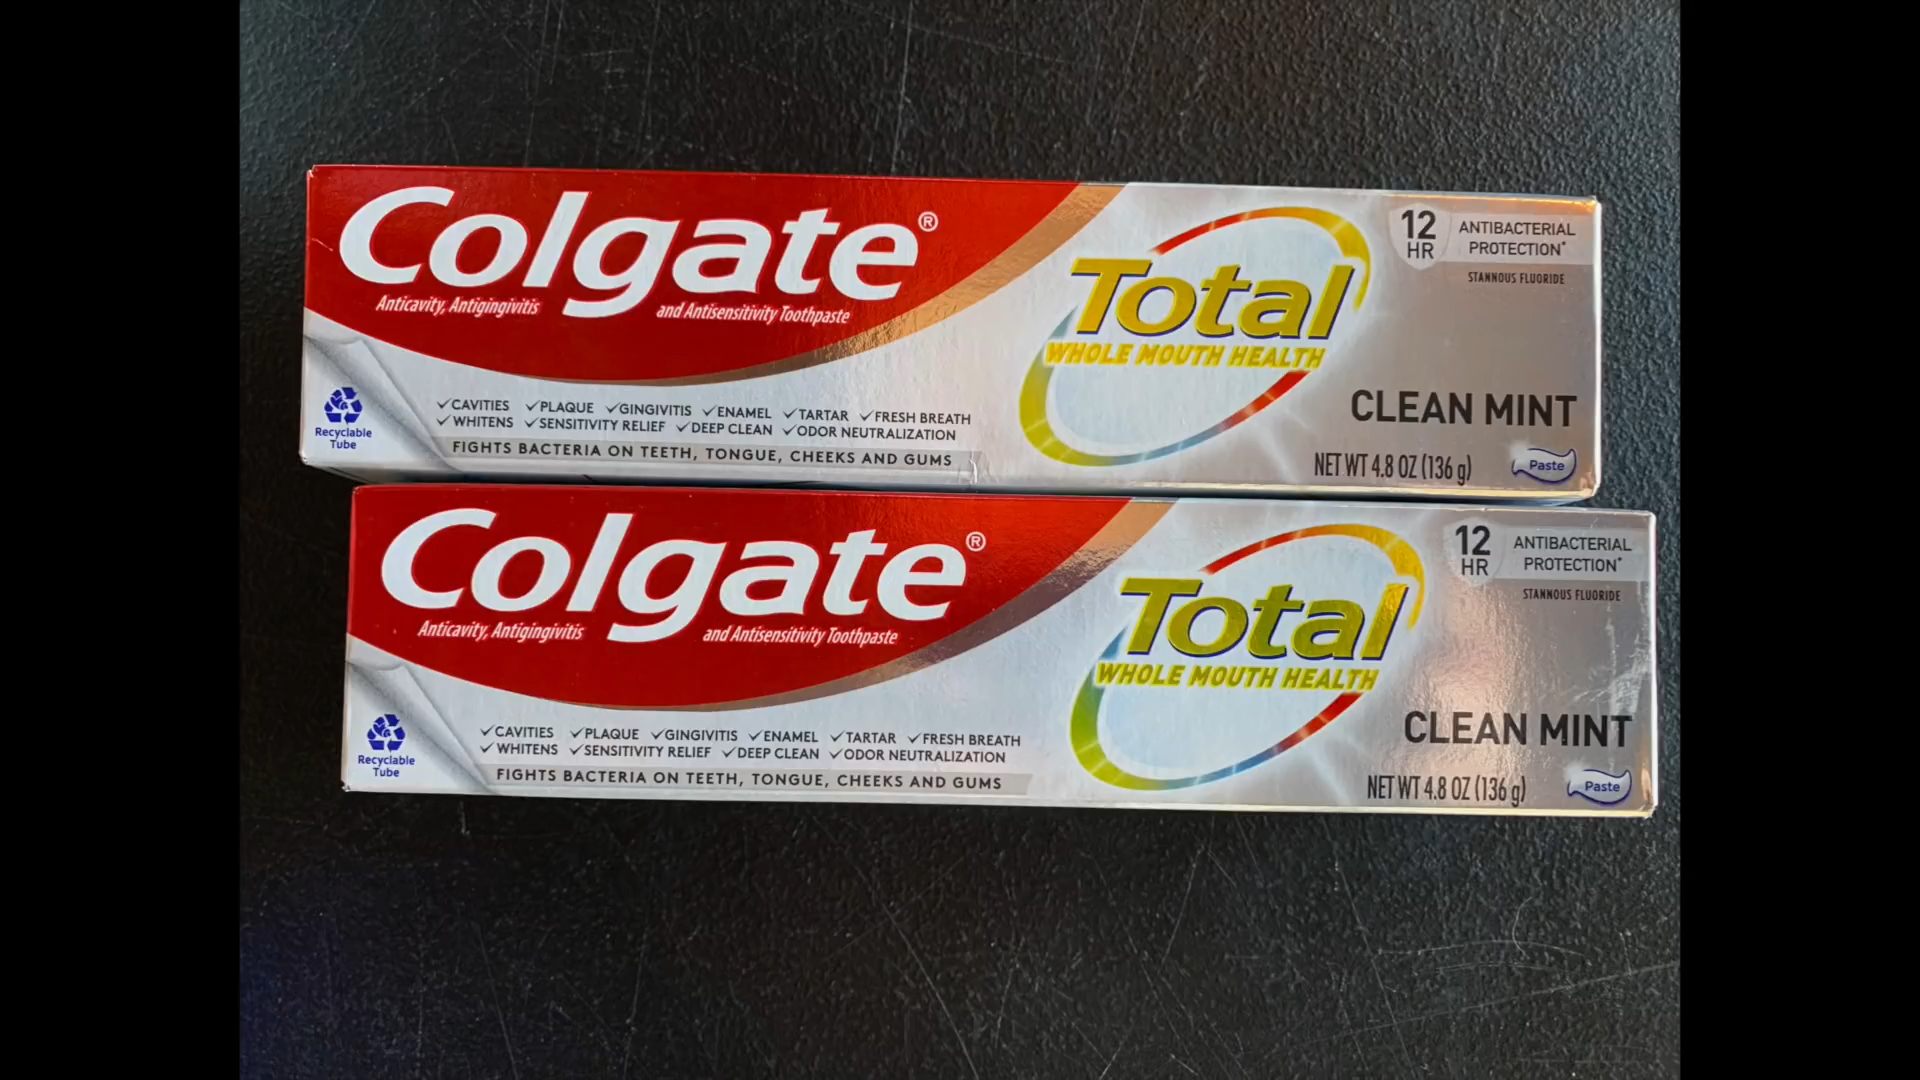 Colgate®
Anticavity, Antigingivitis and Antisensitivity Toothpaste
Total
WHOLE MOUTH HEALTH
12 HR
ANTIBACTERIAL
PROTECTION*
STANNOUS FLUORIDE
Recyclable
Tube
✓CAVITIES ✓PLAQUE ✓GINGIVITIS ✓ENAMEL ✓TARTAR ✓FRESH BREATH
✓WHITENS ✓SENSITIVITY RELIEF ✓DEEP CLEAN ✓ODOR NEUTRALIZATION
FIGHTS BACTERIA ON TEETH, TONGUE, CHEEKS AND GUMS
CLEAN MINT
NET WT 4.8 OZ (136 g)
Paste
Colgate®
Anticavity, Antigingivitis and Antisensitivity Toothpaste
Total
WHOLE MOUTH HEALTH
12 HR
ANTIBACTERIAL
PROTECTION*
STANNOUS FLUORIDE
Recyclable
Tube
✓CAVITIES ✓PLAQUE ✓GINGIVITIS ✓ENAMEL ✓TARTAR ✓FRESH BREATH
✓WHITENS ✓SENSITIVITY RELIEF ✓DEEP CLEAN ✓ODOR NEUTRALIZATION
FIGHTS BACTERIA ON TEETH, TONGUE, CHEEKS AND GUMS
CLEAN MINT
NET WT 4.8 OZ (136 g)
Paste